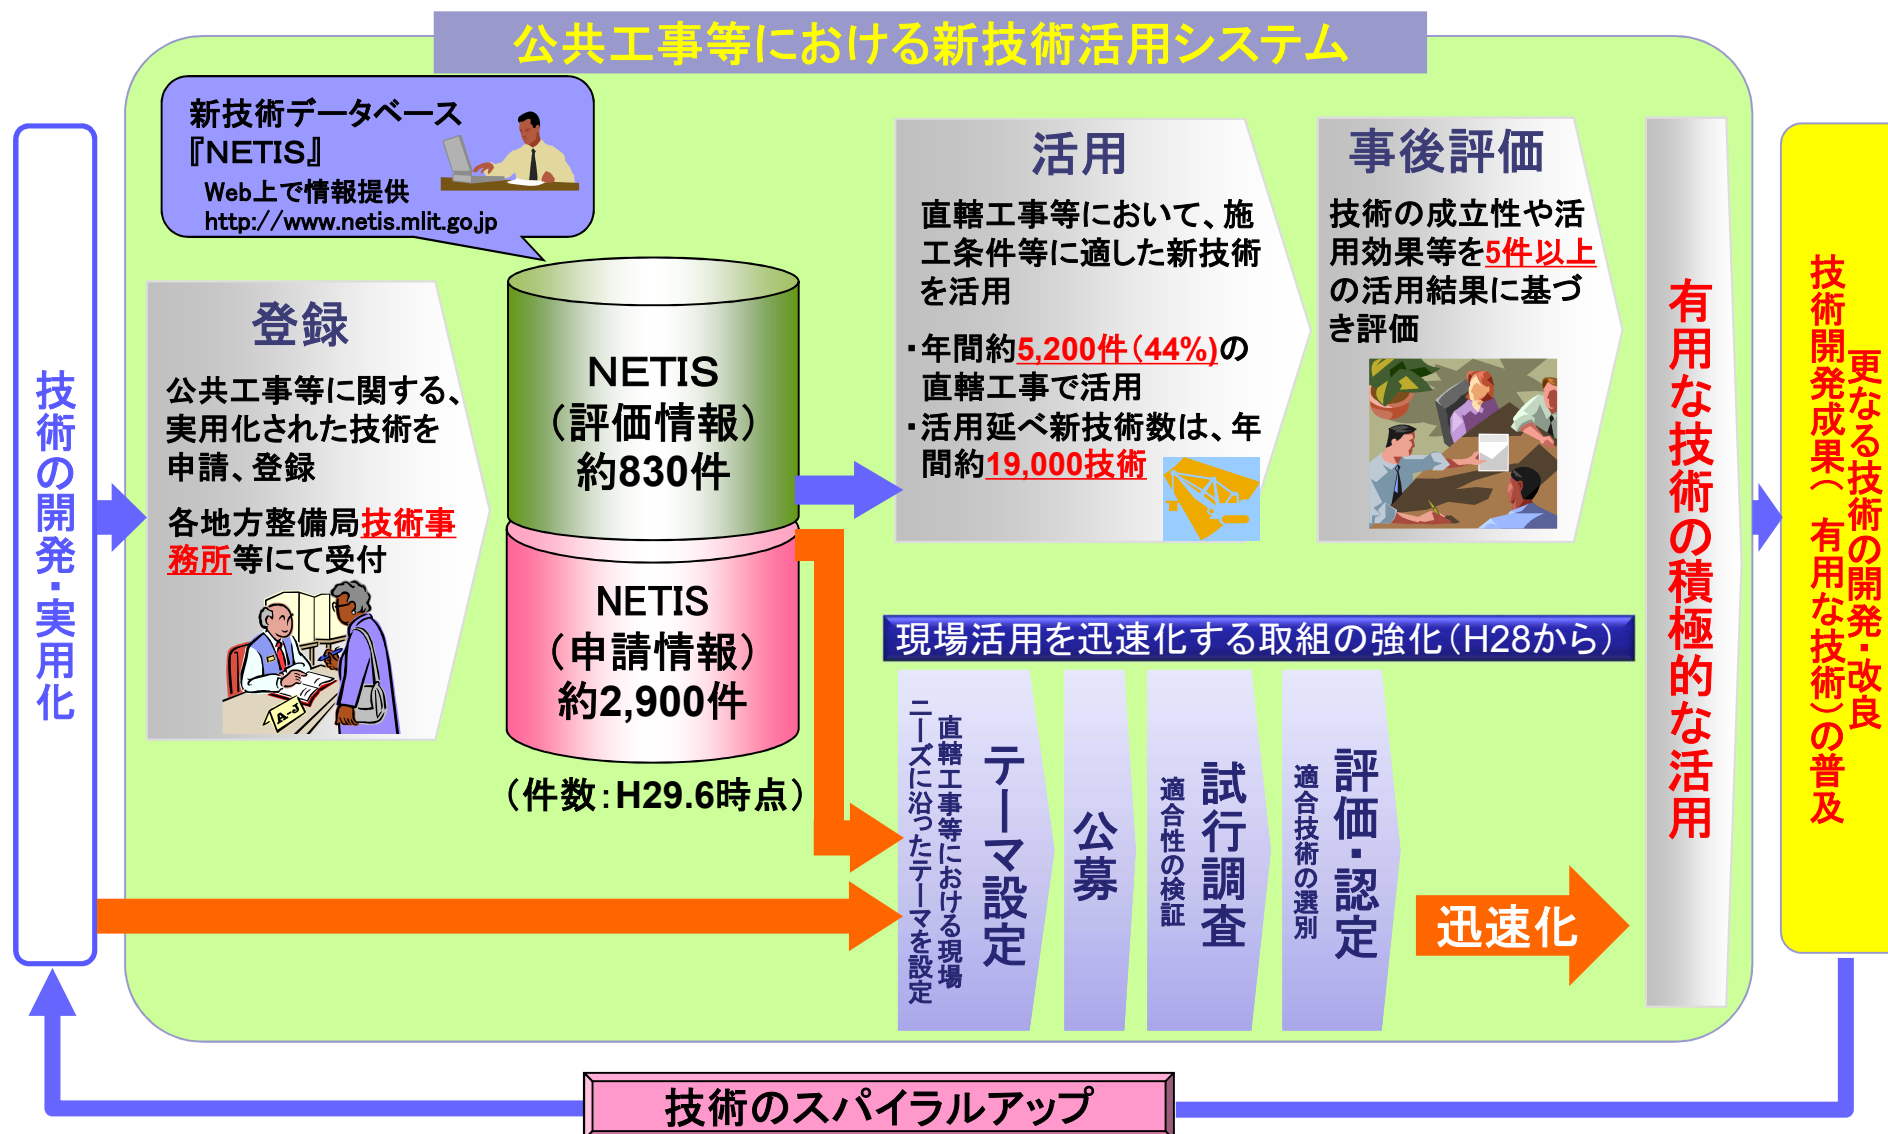 公共工事等における新技術活用システム
新技術データベース
『NETIS』
Web上で情報提供
http://www.netis.mlit.go.jp
技術の開発・実用化
登録
公共工事等に関する、
実用化された技術を
申請、登録
各地方整備局技術事
務所等にて受付
A-J
NETIS
（評価情報）
約830件
NETIS
（申請情報）
約2,900件
（件数：H29.6時点）
活用
直轄工事等において、施
工条件等に適した新技術
を活用
・年間約5,200件（44%)の
直轄工事で活用
・活用延べ新技術数は、年
間約19,000技術
事後評価
技術の成立性や活
用効果等を5件以上
の活用結果に基づ
き評価
現場活用を迅速化する取組の強化（H28から）
テーマ設定
直轄工事等における現場
ニーズに沿ったテーマを設定
公募
試行調査
適合性の検証
評価・認定
適合技術の選別
迅速化
有用な技術の積極的な活用
更なる技術の開発・改良
技術開発成果（有用な技術）の普及
技術のスパイラルアップ